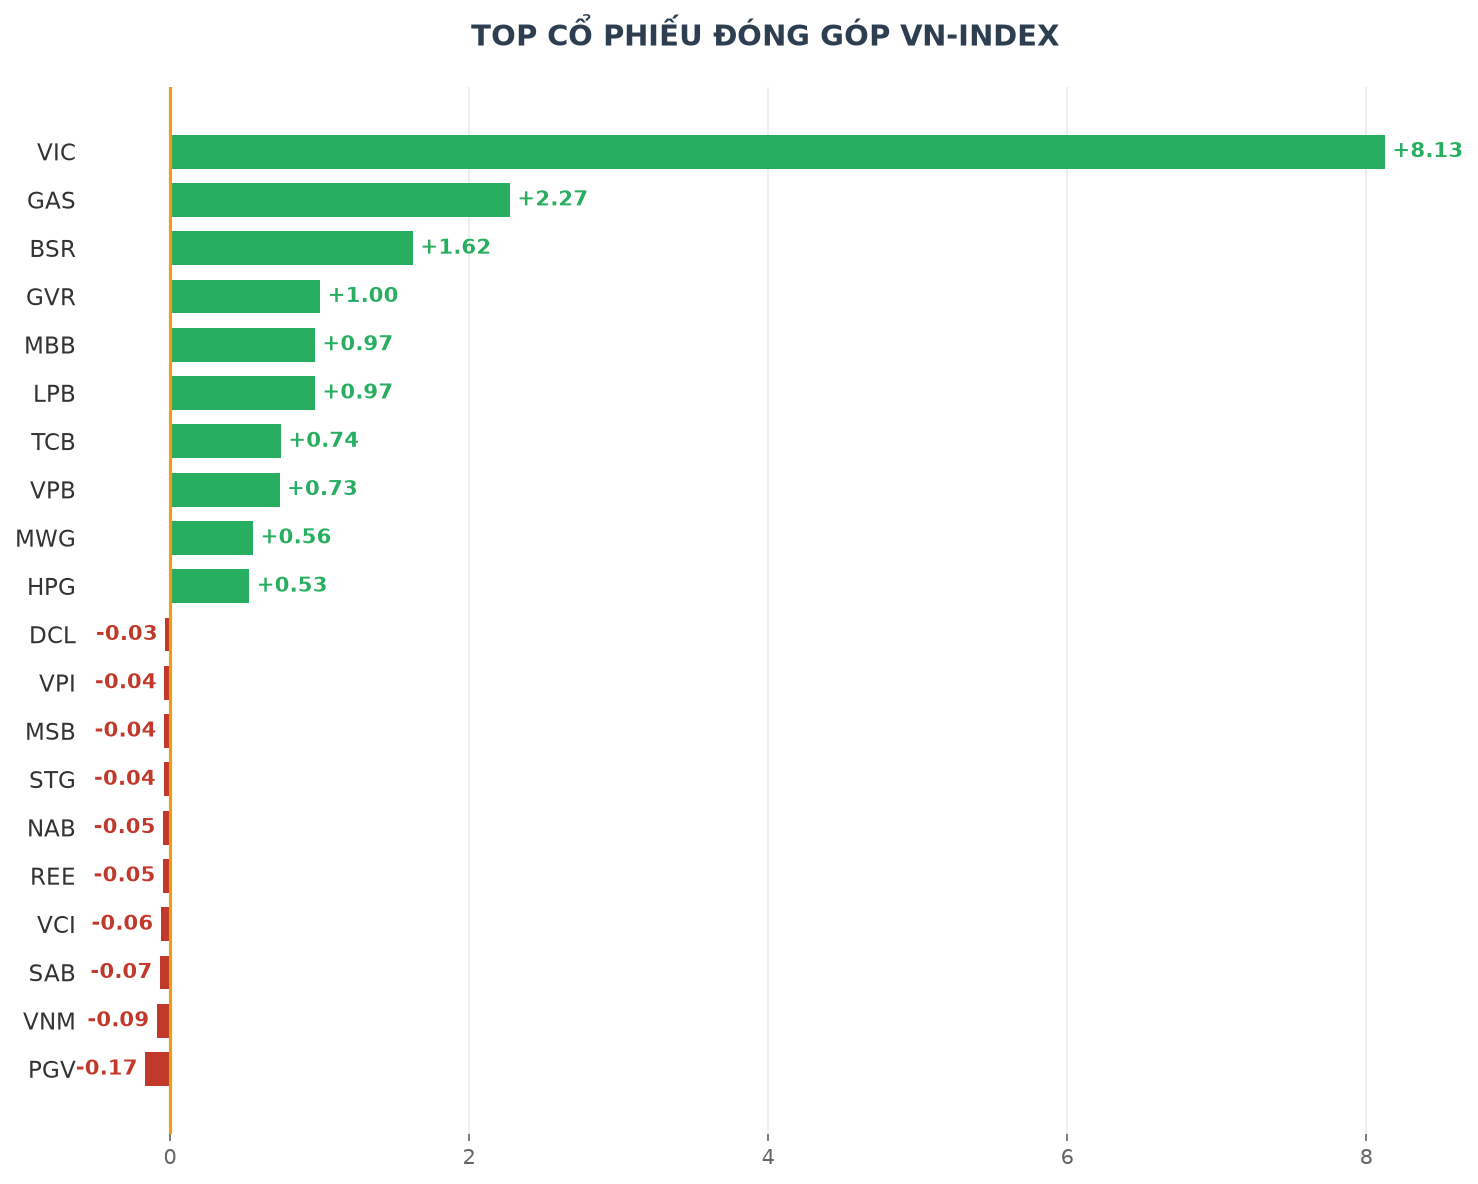 TOP CỔ PHIẾU ĐÓNG GÓP VN-INDEX
VIC +8.13
GAS +2.27
BSR +1.62
GVR +1.00
MBB +0.97
LPB +0.97
TCB +0.74
VPB +0.73
MWG +0.56
HPG +0.53
DCL -0.03
VPI -0.04
MSB -0.04
STG -0.04
NAB -0.05
REE -0.05
VCI -0.06
SAB -0.07
VNM -0.09
PGV -0.17
0 2 4 6 8